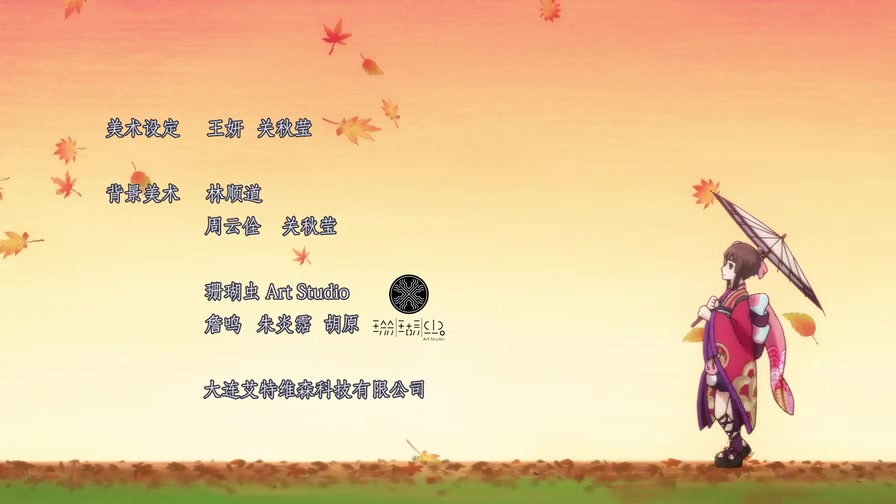 美术设定 王妍 关秋莹
背景美术 林顺道
周云佺 关秋莹
珊瑚虫 Art Studio
詹鸣 朱炎霑 胡原
Art Studio
大连艾特维森科技有限公司